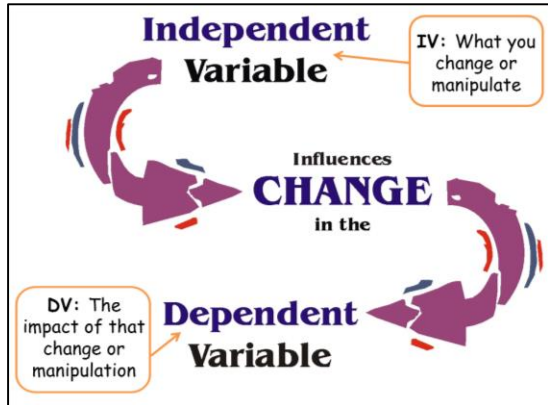 Independent
Variable
IV: What you
change or
manipulate
Influences
CHANGE
in the
DV: The
impact of that
change or
manipulation
Dependent
Variable